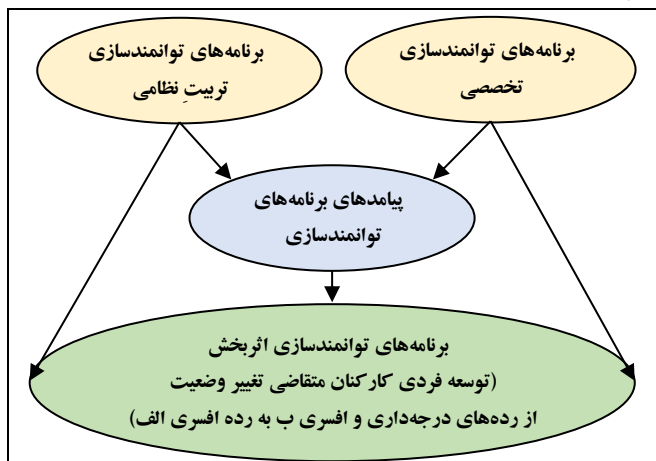 برنامه‌های توانمندسازی
تخصصی
برنامه‌های توانمندسازی
تربیتِ نظامی
پیامدهای برنامه‌های
توانمندسازی
برنامه‌های توانمندسازی اثربخش
(توسعه فردی کارکنان متقاضی تغییر وضعیت
از رده‌های درجه‌داری و افسری ب به رده افسری الف)